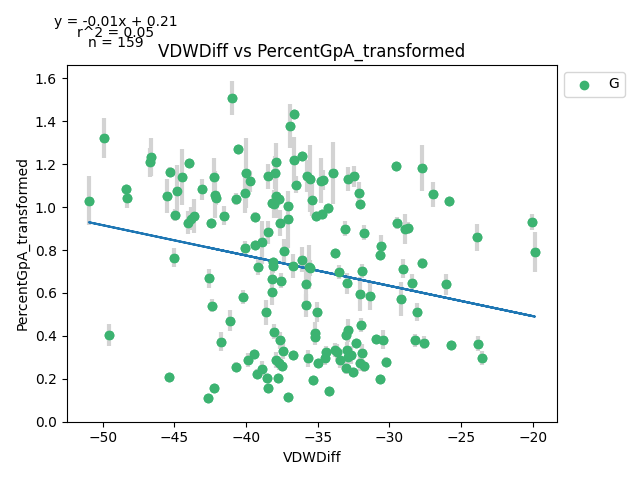 y = -0.01x + 0.21
r^2 = 0.05
n = 159
VDWDiff vs PercentGpA_transformed
G
1.6
1.4
1.2
1.0
0.8
0.6
0.4
0.2
0.0
PercentGpA_transformed
−50 −45 −40 −35 −30 −25 −20
VDWDiff